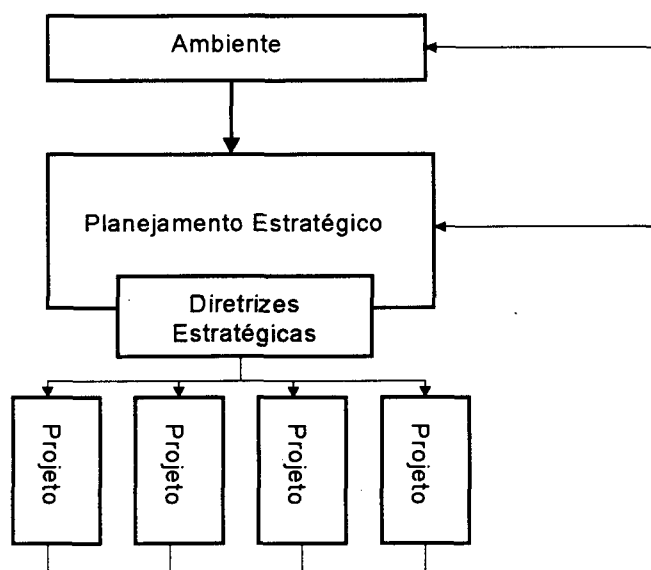 Ambiente
Planejamento Estratégico
Diretrizes
Estratégicas
Projeto
Projeto
Projeto
Projeto